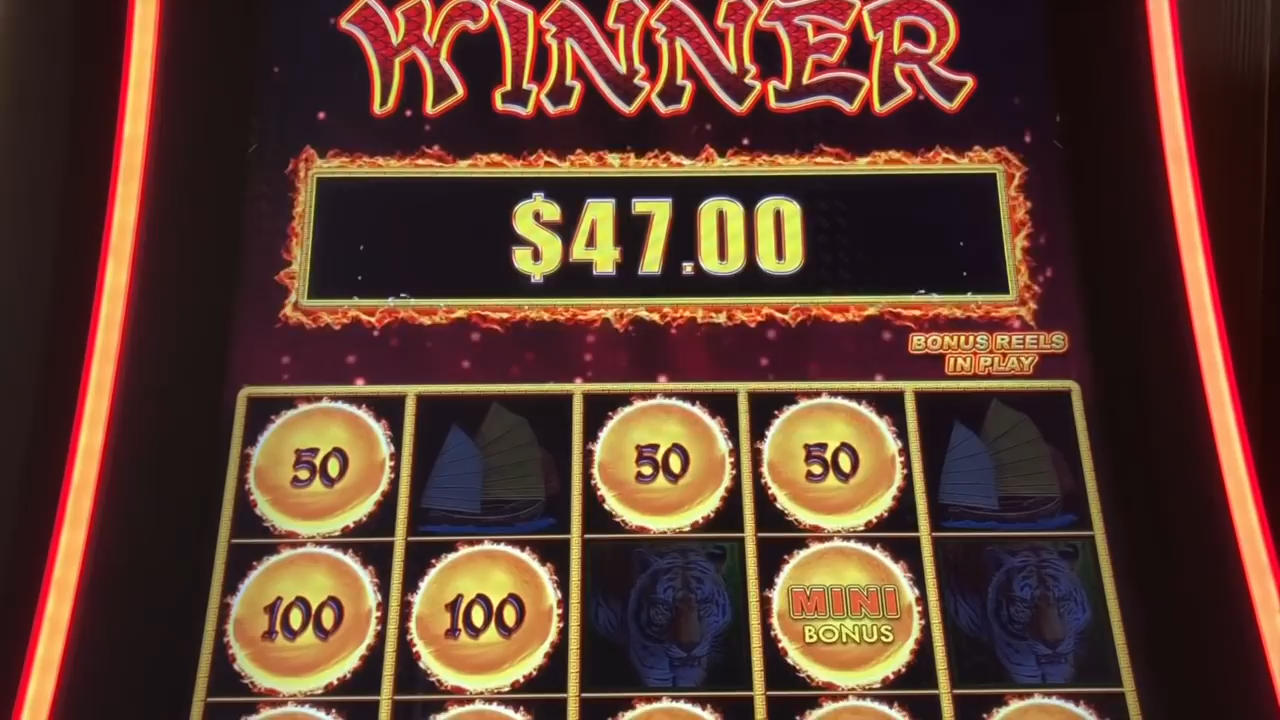 WINNER
$47.00
BONUS REELS
IN PLAY
50 50 50
100 100 MINI
BONUS